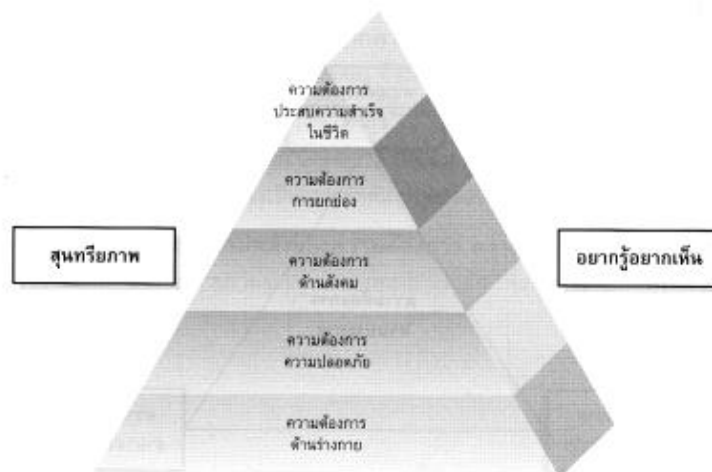 ความต้องการ
ประสบความสำเร็จ
ในชีวิต
ความต้องการ
การยกย่อง
สุนทรียภาพ
ความต้องการ
ด้านสังคม
อยากรู้อยากเห็น
ความต้องการ
ความปลอดภัย
ความต้องการ
ด้านร่างกาย